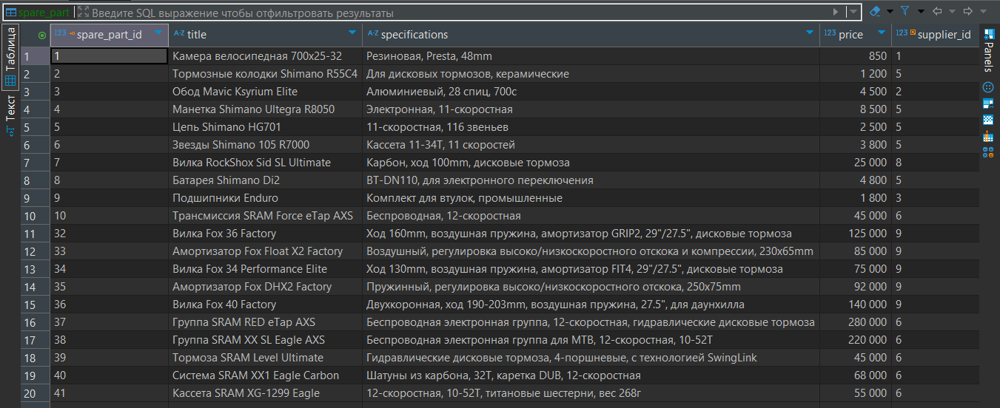 spare_part Введите SQL выражение чтобы отфильтровать результаты
Таблица
Текст
Panels
123 spare_part_id A-Z title A-Z specifications 123 price 123 supplier_id
1 1 Камера велосипедная 700x25-32 Резиновая, Presta, 48mm 850 1
2 2 Тормозные колодки Shimano R55C4 Для дисковых тормозов, керамические 1 200 5
3 3 Обод Mavic Ksyrium Elite Алюминиевый, 28 спиц, 700c 4 500 2
4 4 Манетка Shimano Ultegra R8050 Электронная, 11-скоростная 8 500 5
5 5 Цепь Shimano HG701 11-скоростная, 116 звеньев 2 500 5
6 6 Звезды Shimano 105 R7000 Кассета 11-34T, 11 скоростей 3 800 5
7 7 Вилка RockShox Sid SL Ultimate Карбон, ход 100mm, дисковые тормоза 25 000 8
8 8 Батарея Shimano Di2 BT-DN110, для электронного переключения 4 800 5
9 9 Подшипники Enduro Комплект для втулок, промышленные 1 800 3
10 10 Трансмиссия SRAM Force eTap AXS Беспроводная, 12-скоростная 45 000 6
11 32 Вилка Fox 36 Factory Ход 160mm, воздушная пружина, амортизатор GRIP2, 29"/27.5", дисковые тормоза 125 000 9
12 33 Амортизатор Fox Float X2 Factory Воздушный, регулировка высоко/низкоскоростного отскока и компрессии, 230x65mm 85 000 9
13 34 Вилка Fox 34 Performance Elite Ход 130mm, воздушная пружина, амортизатор FIT4, 29"/27.5", дисковые тормоза 75 000 9
14 35 Амортизатор Fox DHX2 Factory Пружинный, регулировка высоко/низкоскоростного отскока, 250x75mm 92 000 9
15 36 Вилка Fox 40 Factory Двухкоронная, ход 190-203mm, воздушная пружина, 27.5", для даунхилла 140 000 9
16 37 Группа SRAM RED eTap AXS Беспроводная электронная группа, 12-скоростная, гидравлические дисковые тормоза 280 000 6
17 38 Группа SRAM XX SL Eagle AXS Беспроводная электронная группа для MTB, 12-скоростная, 10-52T 220 000 6
18 39 Тормоза SRAM Level Ultimate Гидравлические дисковые тормоза, 4-поршневые, с технологией SwingLink 45 000 6
19 40 Система SRAM XX1 Eagle Carbon Шатуны из карбона, 32T, каретка DUB, 12-скоростная 68 000 6
20 41 Кассета SRAM XG-1299 Eagle 12-скоростная, 10-52T, титановые шестерни, вес 268г 55 000 6